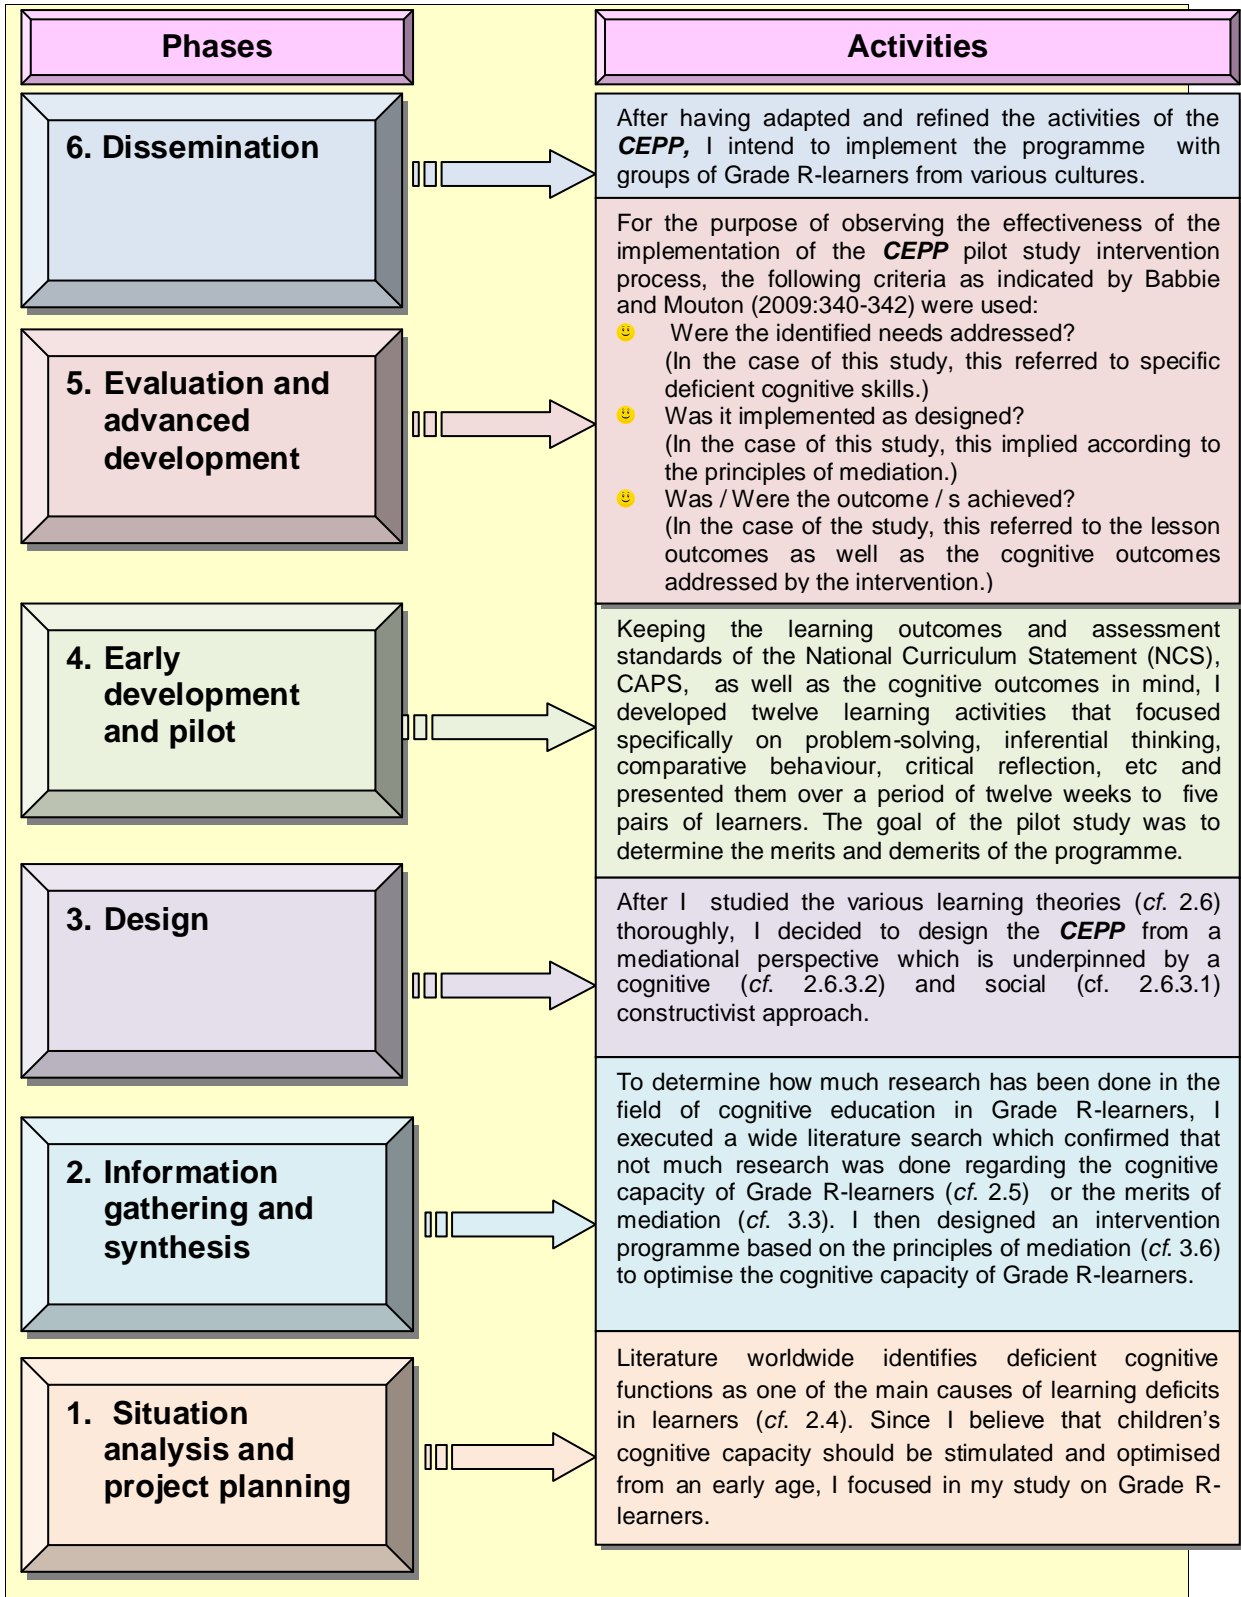 Phases
Activities
6. Dissemination
After having adapted and refined the activities of the
CEPP, I intend to implement the programme with
groups of Grade R-learners from various cultures.
5. Evaluation and
advanced
development
For the purpose of observing the effectiveness of the
implementation of the CEPP pilot study intervention
process, the following criteria as indicated by Babbie
and Mouton (2009:340-342) were used:
Were the identified needs addressed?
(In the case of this study, this referred to specific
deficient cognitive skills.)
Was it implemented as designed?
(In the case of this study, this implied according to
the principles of mediation.)
Was / Were the outcome / s achieved?
(In the case of the study, this referred to the lesson
outcomes as well as the cognitive outcomes
addressed by the intervention.)
4. Early
development
and pilot
Keeping the learning outcomes and assessment
standards of the National Curriculum Statement (NCS),
CAPS, as well as the cognitive outcomes in mind, I
developed twelve learning activities that focused
specifically on problem-solving, inferential thinking,
comparative behaviour, critical reflection, etc and
presented them over a period of twelve weeks to five
pairs of learners. The goal of the pilot study was to
determine the merits and demerits of the programme.
3. Design
After I studied the various learning theories (cf. 2.6)
thoroughly, I decided to design the CEPP from a
mediational perspective which is underpinned by a
cognitive (cf. 2.6.3.2) and social (cf. 2.6.3.1)
constructivist approach.
2. Information
gathering and
synthesis
To determine how much research has been done in the
field of cognitive education in Grade R-learners, I
executed a wide literature search which confirmed that
not much research was done regarding the cognitive
capacity of Grade R-learners (cf. 2.5) or the merits of
mediation (cf. 3.3). I then designed an intervention
programme based on the principles of mediation (cf. 3.6)
to optimise the cognitive capacity of Grade R-learners.
1. Situation
analysis and
project planning
Literature worldwide identifies deficient cognitive
functions as one of the main causes of learning deficits
in learners (cf. 2.4). Since I believe that children's
cognitive capacity should be stimulated and optimised
from an early age, I focused in my study on Grade R-
learners.